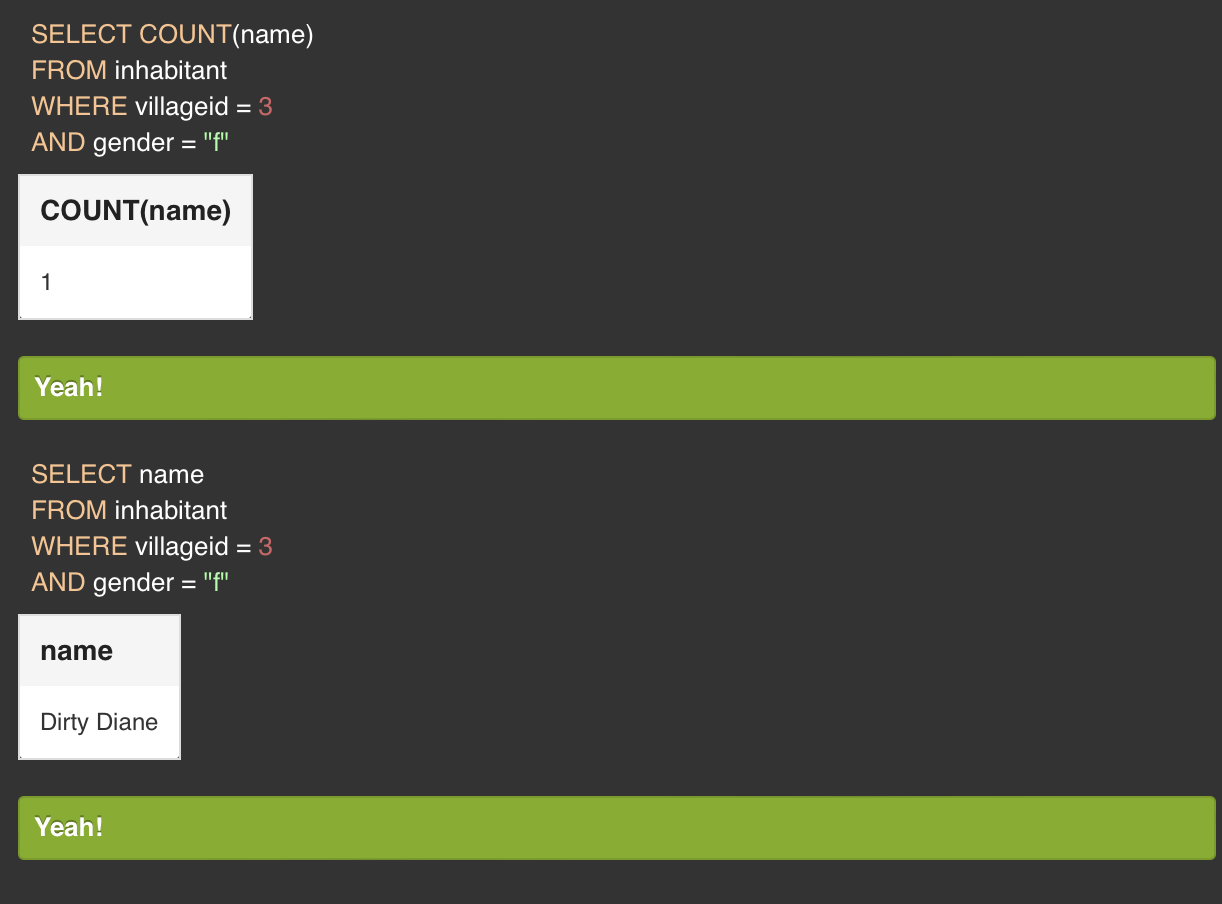 SELECT COUNT(name)
FROM inhabitant
WHERE villageid = 3
AND gender = "f"
COUNT(name)
1
Yeah!
SELECT name
FROM inhabitant
WHERE villageid = 3
AND gender = "f"
name
Dirty Diane
Yeah!